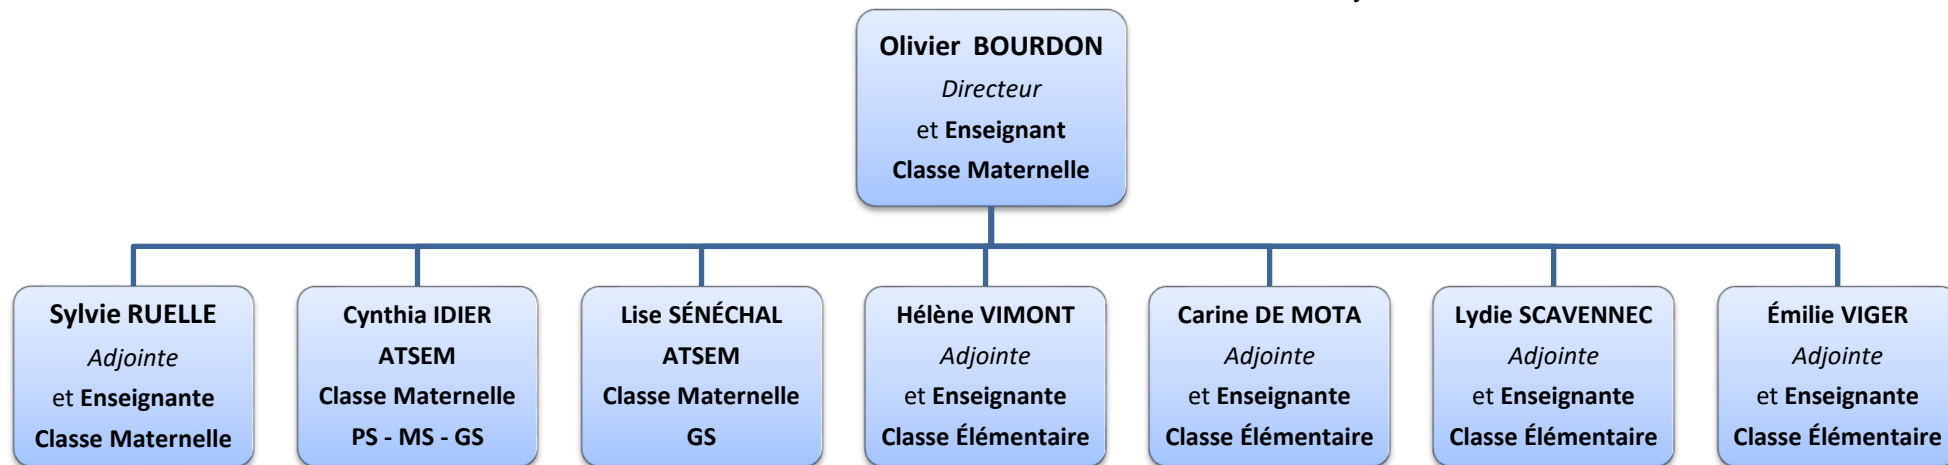 Olivier BOURDON
Directeur
et Enseignant
Classe Maternelle
Sylvie RUELLE
Adjointe
et Enseignante
Classe Maternelle
Cynthia IDIER
ATSEM
Classe Maternelle
PS - MS - GS
Lise SÉNÉCHAL
ATSEM
Classe Maternelle
GS
Hélène VIMONT
Adjointe
et Enseignante
Classe Élémentaire
Carine DE MOTA
Adjointe
et Enseignante
Classe Élémentaire
Lydie SCAVENNEC
Adjointe
et Enseignante
Classe Élémentaire
Émilie VIGER
Adjointe
et Enseignante
Classe Élémentaire